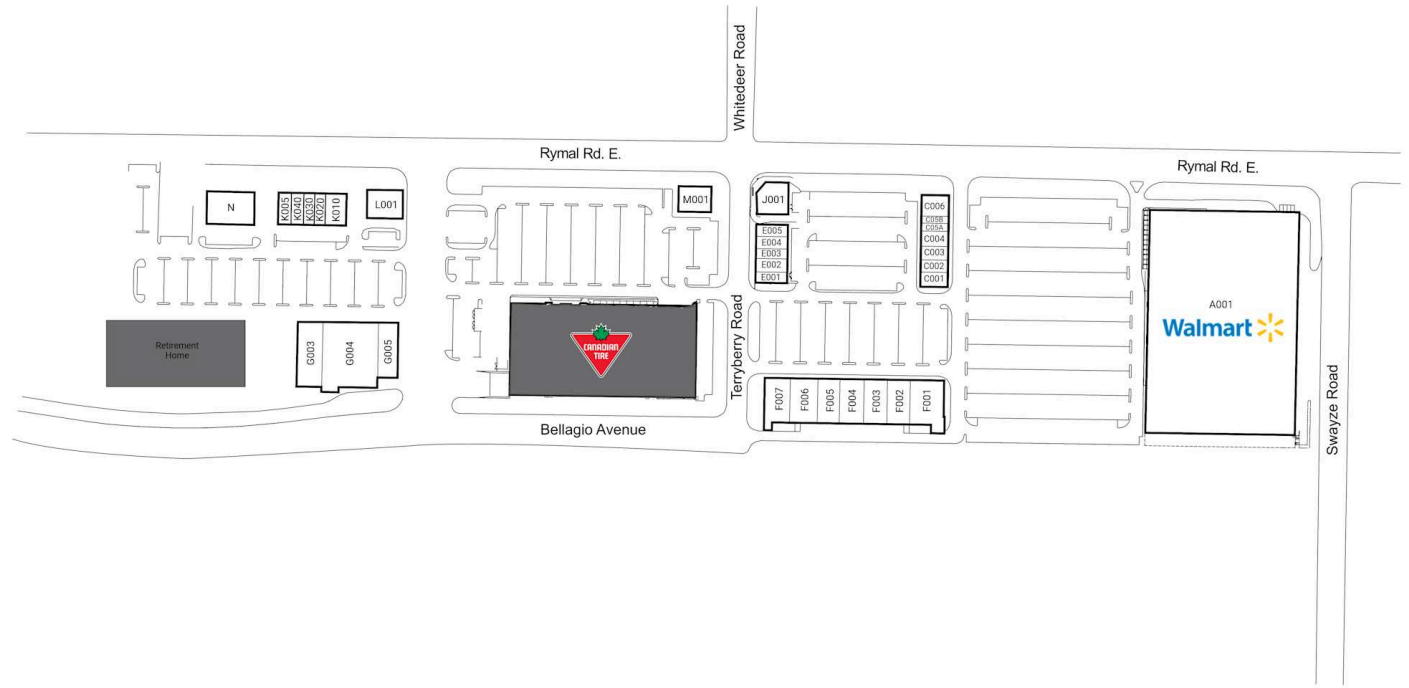 Whitedeer Road
Rymal Rd. E.
Rymal Rd. E.
N
K005
K040
K030
K020
K010
L001
M001
J001
E005
E004
E003
E002
E001
C006
C05B
C05A
C004
C003
C002
C001
A001
Walmart
Retirement
Home
G003
G004
G005
CANADIAN
TIRE
Terryberry Road
F007
F006
F005
F004
F003
F002
F001
Bellagio Avenue
Swayze Road